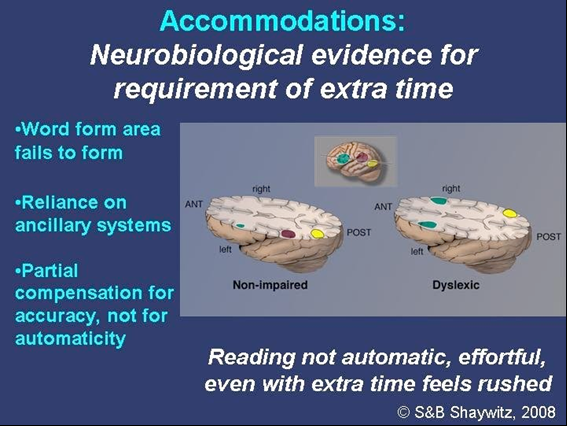 Accommodations:
Neurobiological evidence for
requirement of extra time
•Word form area
fails to form
•Reliance on
ancillary systems
•Partial
compensation for
accuracy, not for
automaticity
right
ANT
POST
left
Non-impaired
right
ANT
POST
left
Dyslexic
Reading not automatic, effortful,
even with extra time feels rushed
© S&B Shaywitz, 2008